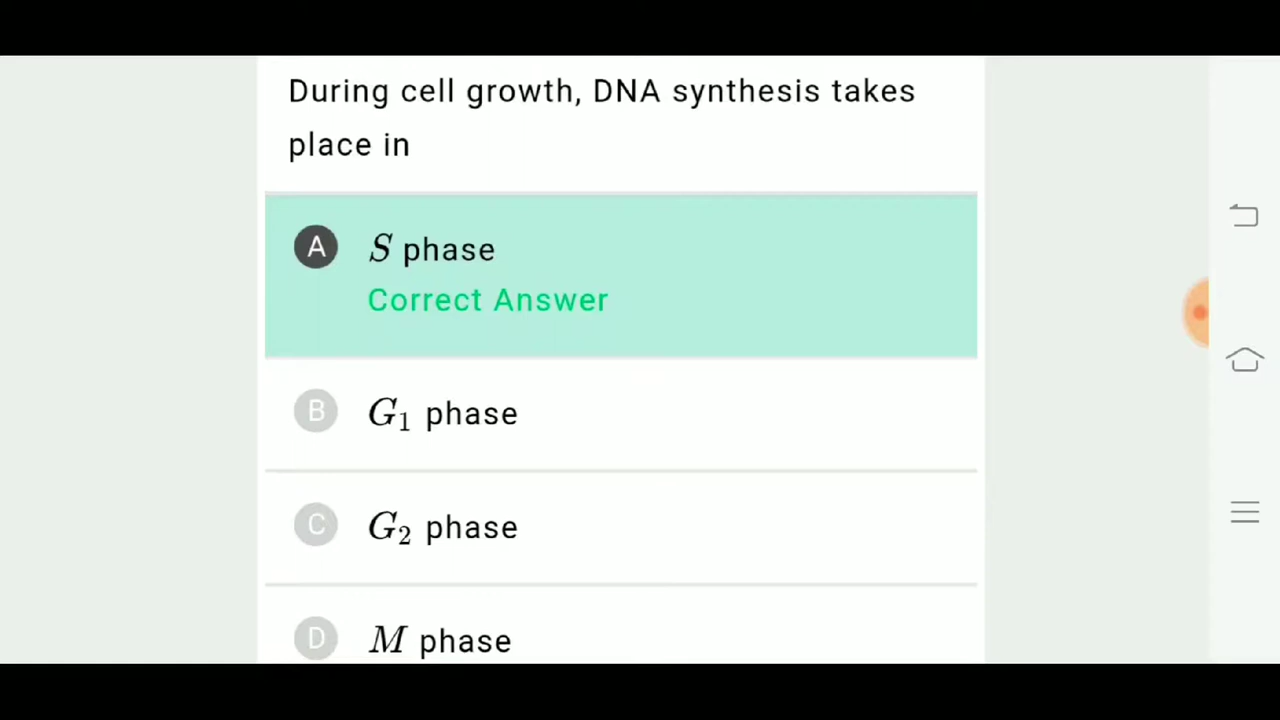 During cell growth, DNA synthesis takes
place in
A S phase
Correct Answer
B G₁ phase
C G₂ phase
D M phase